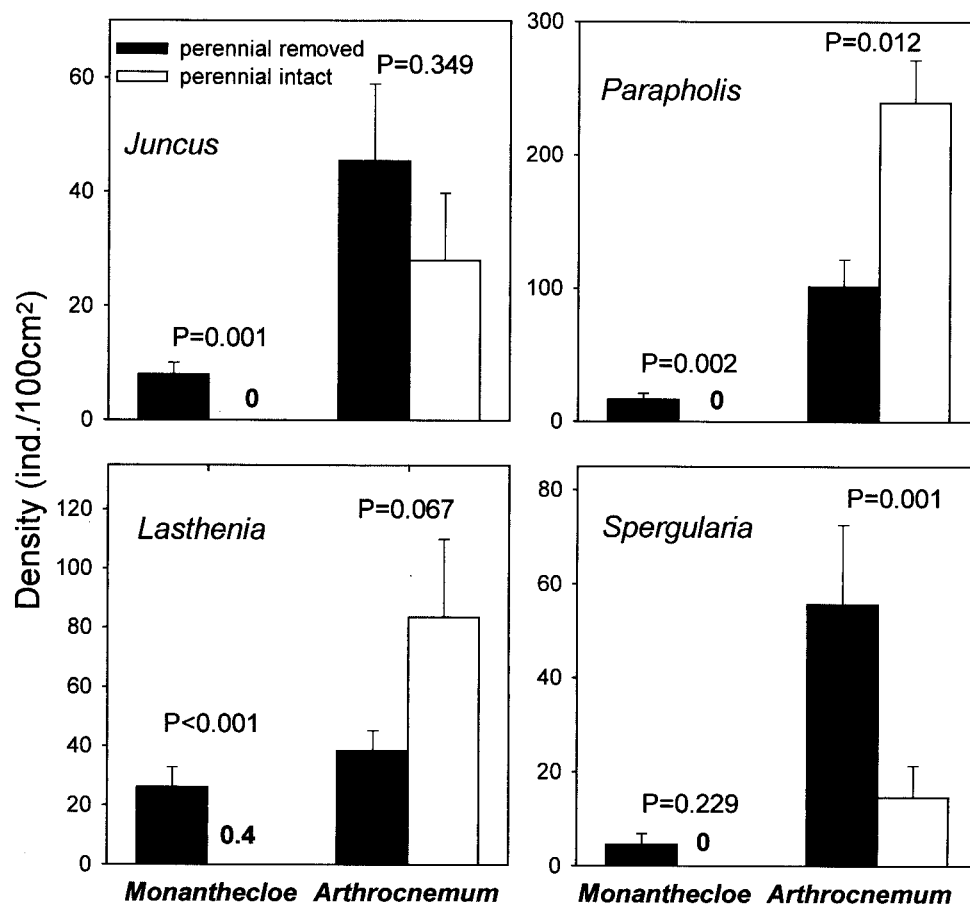 perennial removed
perennial intact
Juncus
P=0.349
P=0.001
0
60
40
20
0
Parapholis
P=0.012
P=0.002
0
300
200
100
0
Density (ind./100cm²)
Lasthenia
P=0.067
P<0.001
0.4
120
100
80
60
40
20
0
Monanthecloe Arthrocnemum
Spergularia
P=0.001
P=0.229
0
80
60
40
20
0
Monanthecloe Arthrocnemum